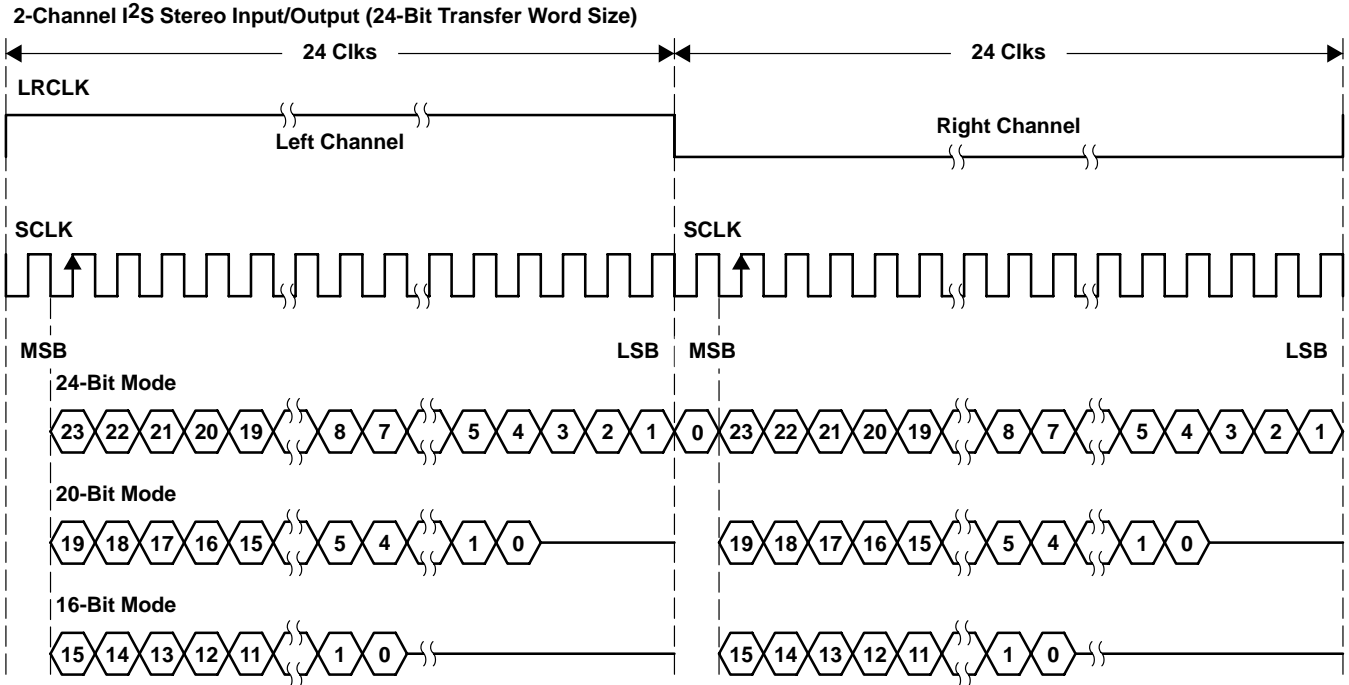 2-Channel I2S Stereo Input/Output (24-Bit Transfer Word Size)
24 Clks 24 Clks
LRCLK
Left Channel
Right Channel
SCLK SCLK
MSB LSB MSB LSB
24-Bit Mode
23 22 21 20 19 8 7 5 4 3 2 1 0 23 22 21 20 19 8 7 5 4 3 2 1
20-Bit Mode
19 18 17 16 15 5 4 1 0 19 18 17 16 15 5 4 1 0
16-Bit Mode
15 14 13 12 11 1 0 15 14 13 12 11 1 0